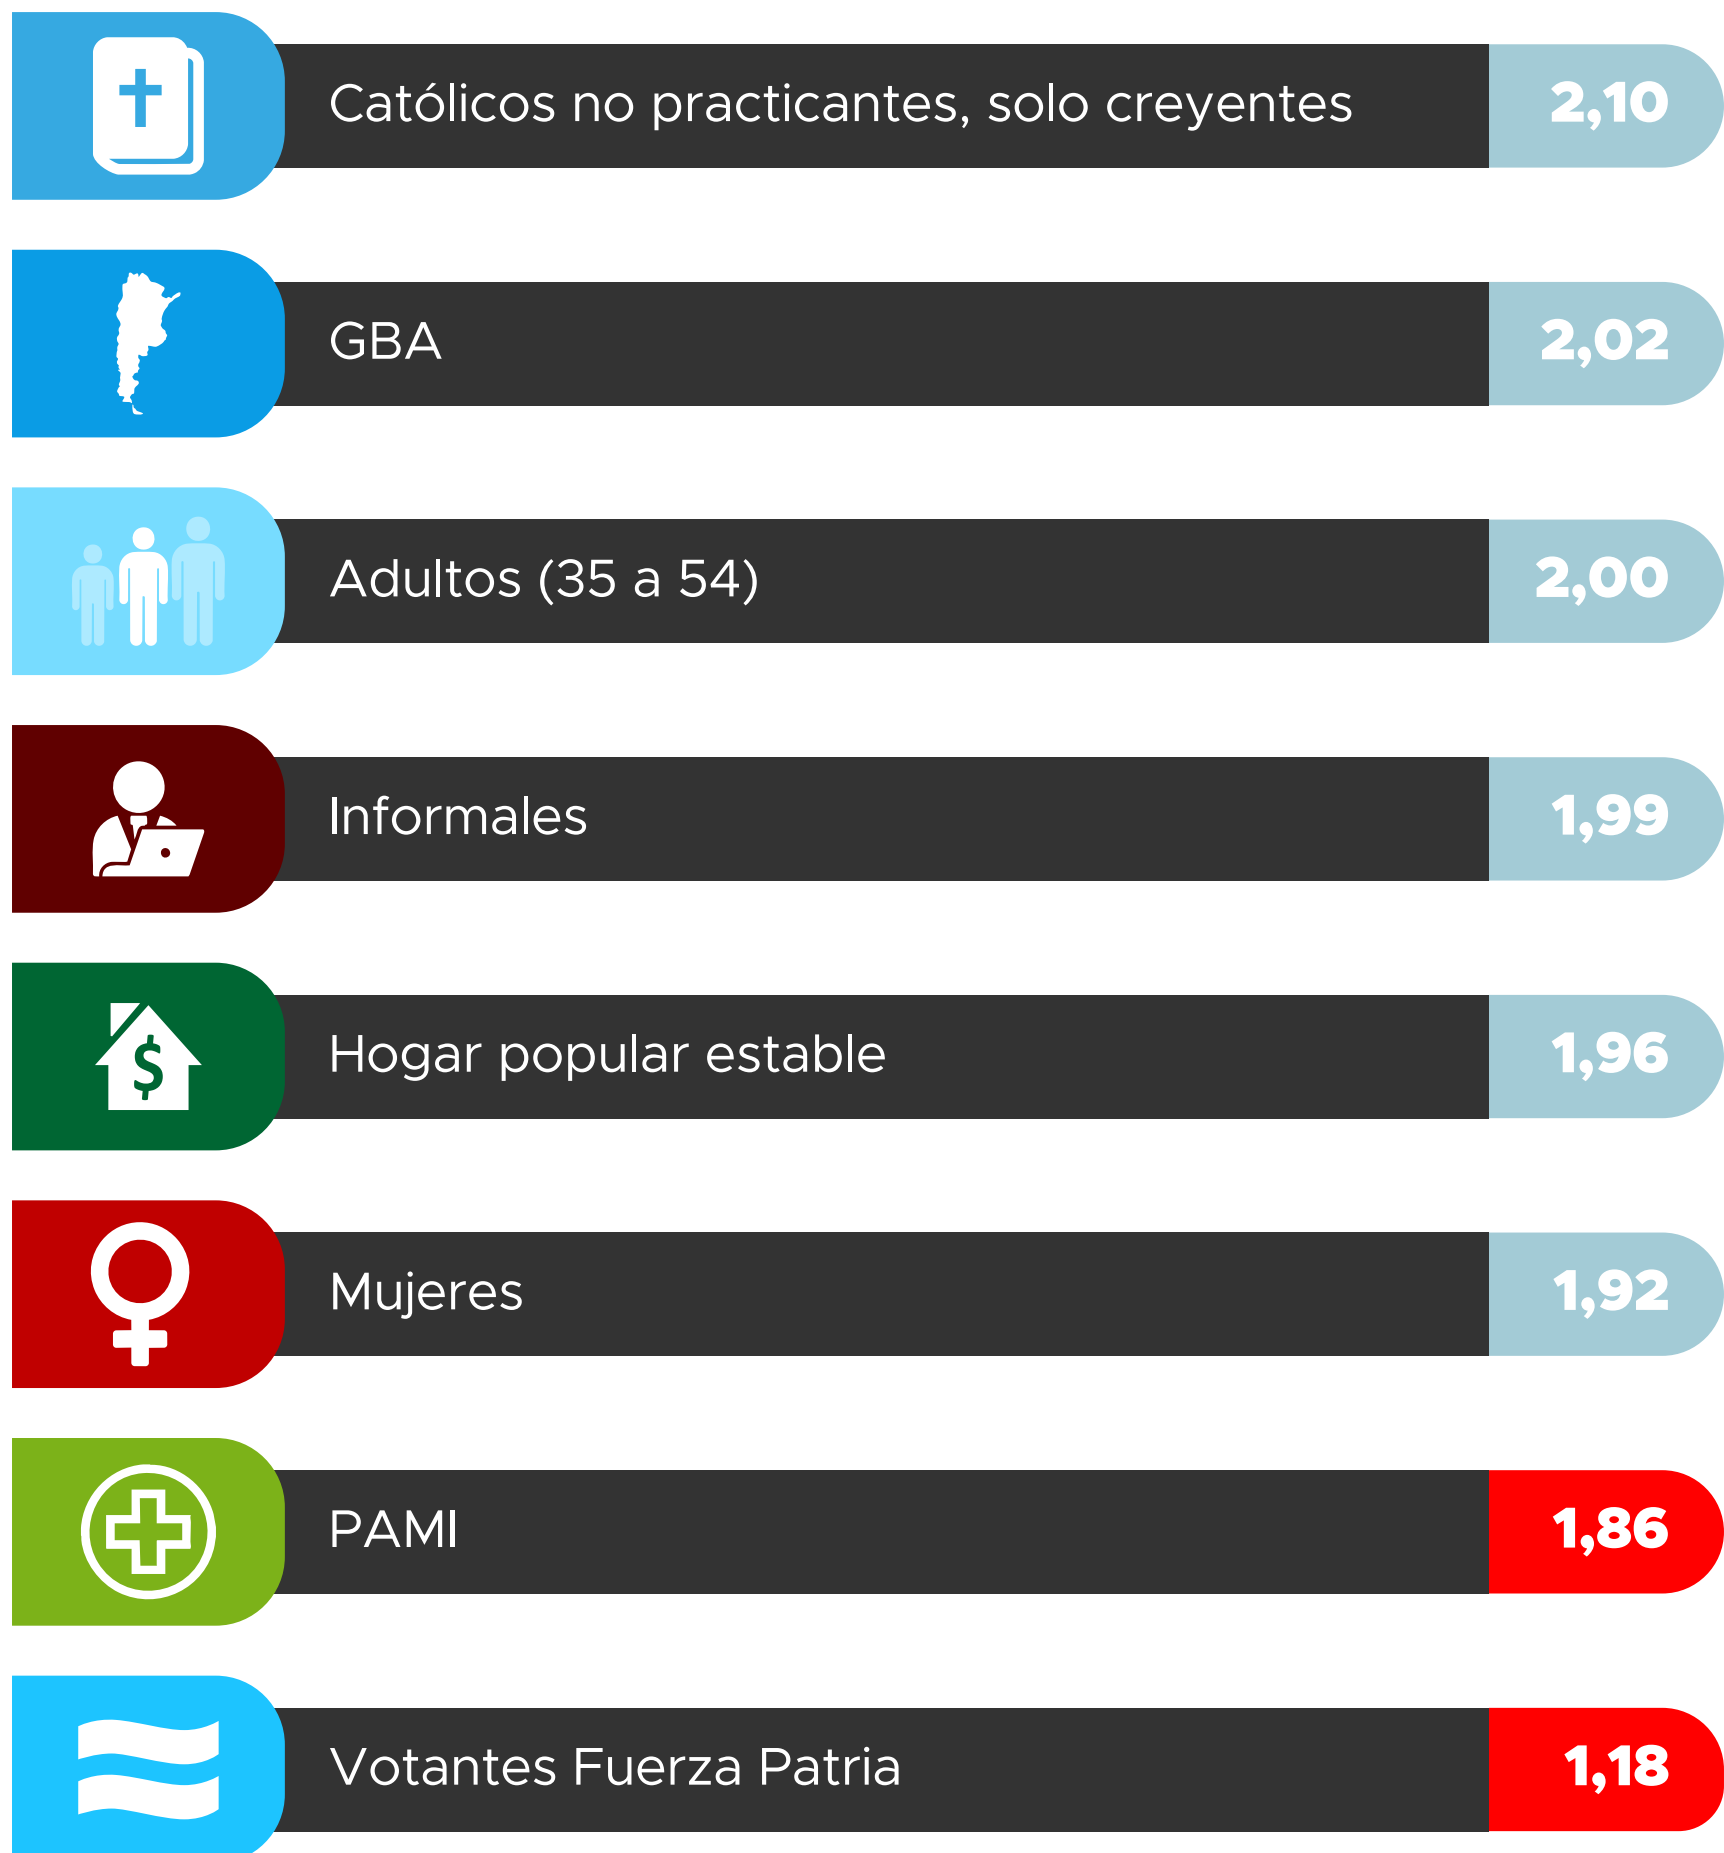 Católicos no practicantes, solo creyentes 2,10
GBA 2,02
Adultos (35 a 54) 2,00
Informales 1,99
Hogar popular estable 1,96
$
Mujeres 1,92
PAMI 1,86
Votantes Fuerza Patria 1,18